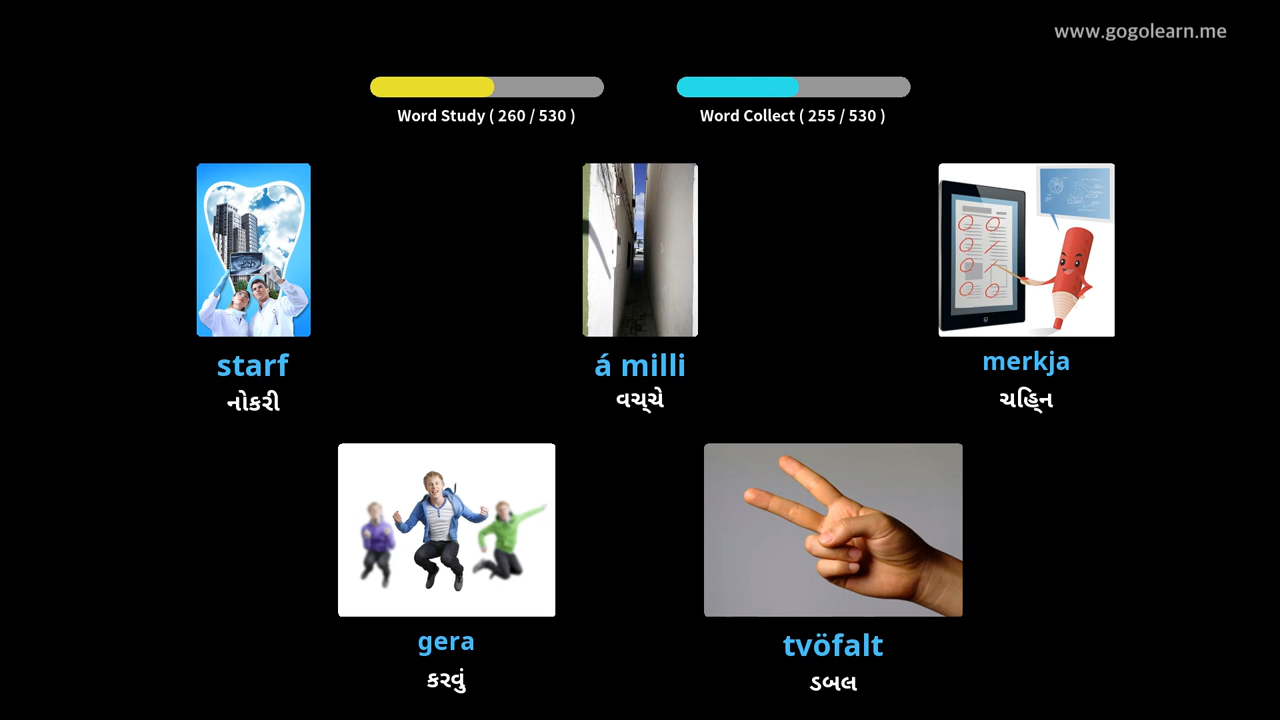 www.gogolearn.me
Word Study ( 260 / 530 )
Word Collect ( 255 / 530 )
starf
નોકરી
á milli
વચ્ચે
merkja
ચહ્નિ
gera
કરવું
tvöfalt
ડબલ